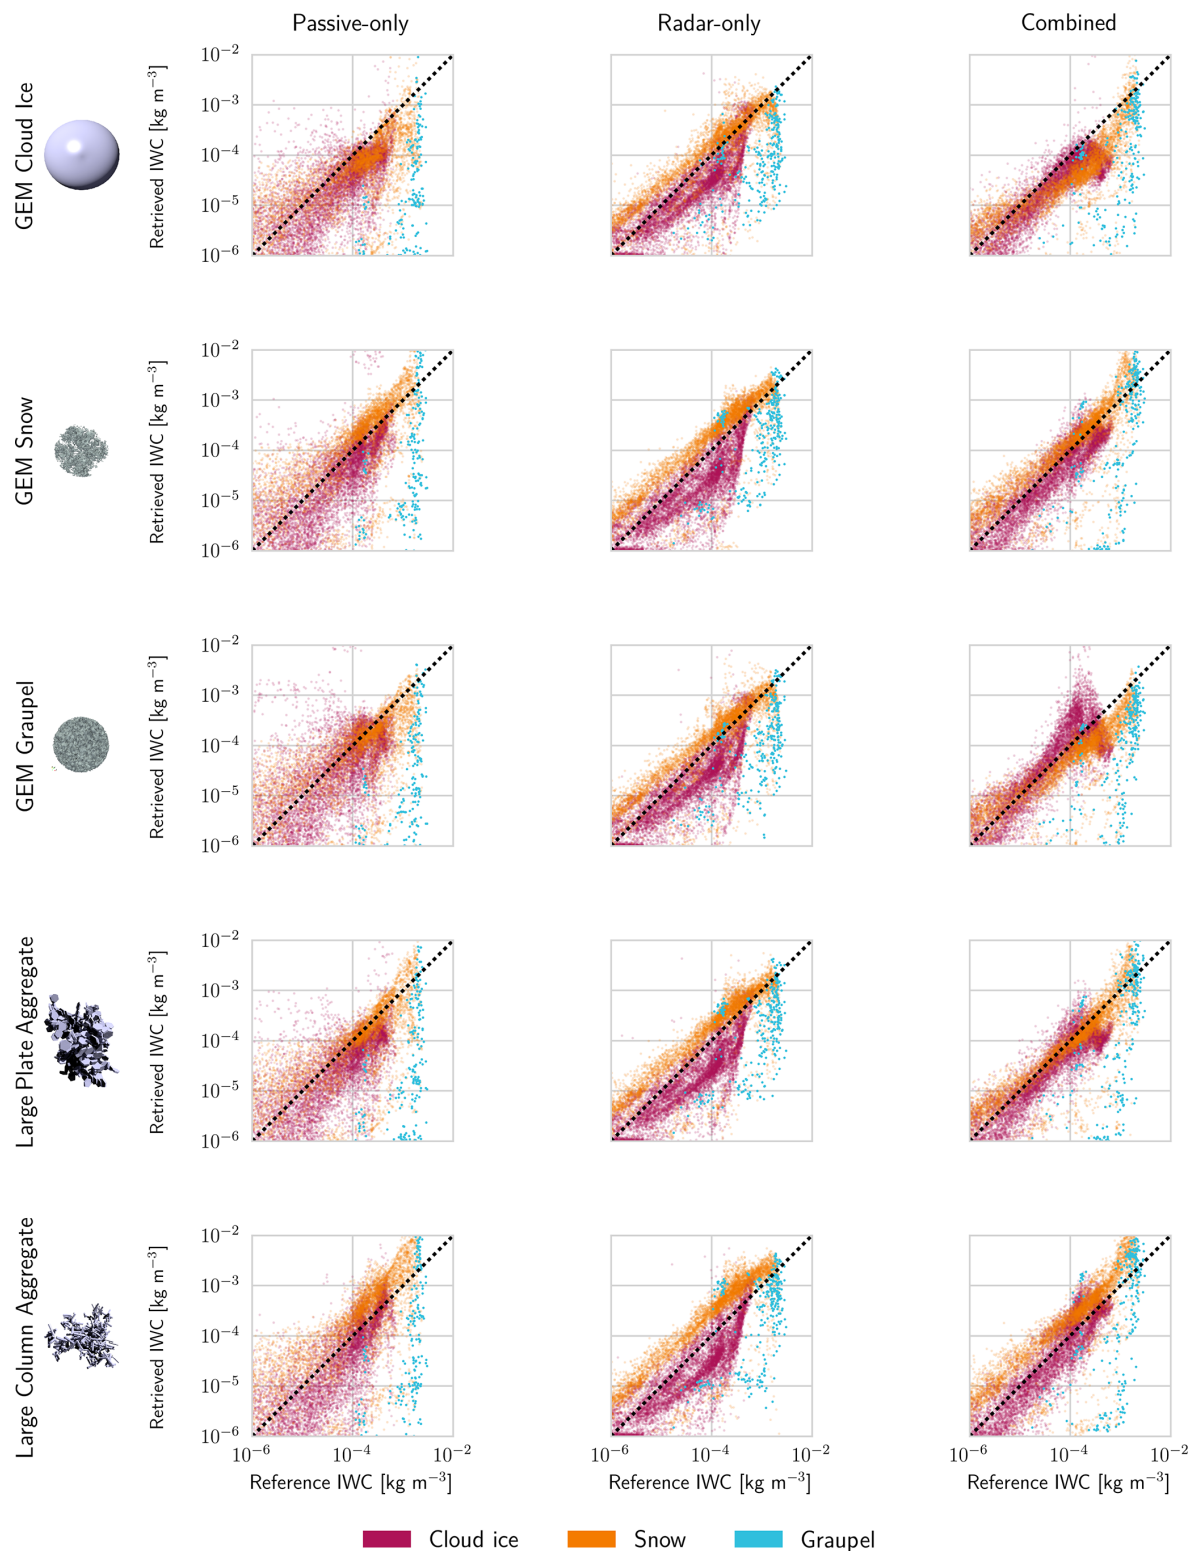 Passive-only
Radar-only
Combined
GEM Cloud Ice
Retrieved IWC [kg m⁻³]
10⁻²
10⁻³
10⁻⁴
10⁻⁵
10⁻⁶
GEM Snow
Retrieved IWC [kg m⁻³]
10⁻²
10⁻³
10⁻⁴
10⁻⁵
10⁻⁶
GEM Graupel
Retrieved IWC [kg m⁻³]
10⁻²
10⁻³
10⁻⁴
10⁻⁵
10⁻⁶
Large Plate Aggregate
Retrieved IWC [kg m⁻³]
10⁻²
10⁻³
10⁻⁴
10⁻⁵
10⁻⁶
Large Column Aggregate
Retrieved IWC [kg m⁻³]
10⁻²
10⁻³
10⁻⁴
10⁻⁵
10⁻⁶
10⁻⁶ 10⁻⁴ 10⁻²
10⁻⁶ 10⁻⁴ 10⁻²
10⁻⁶ 10⁻⁴ 10⁻²
Reference IWC [kg m⁻³]
Reference IWC [kg m⁻³]
Reference IWC [kg m⁻³]
Cloud ice
Snow
Graupel